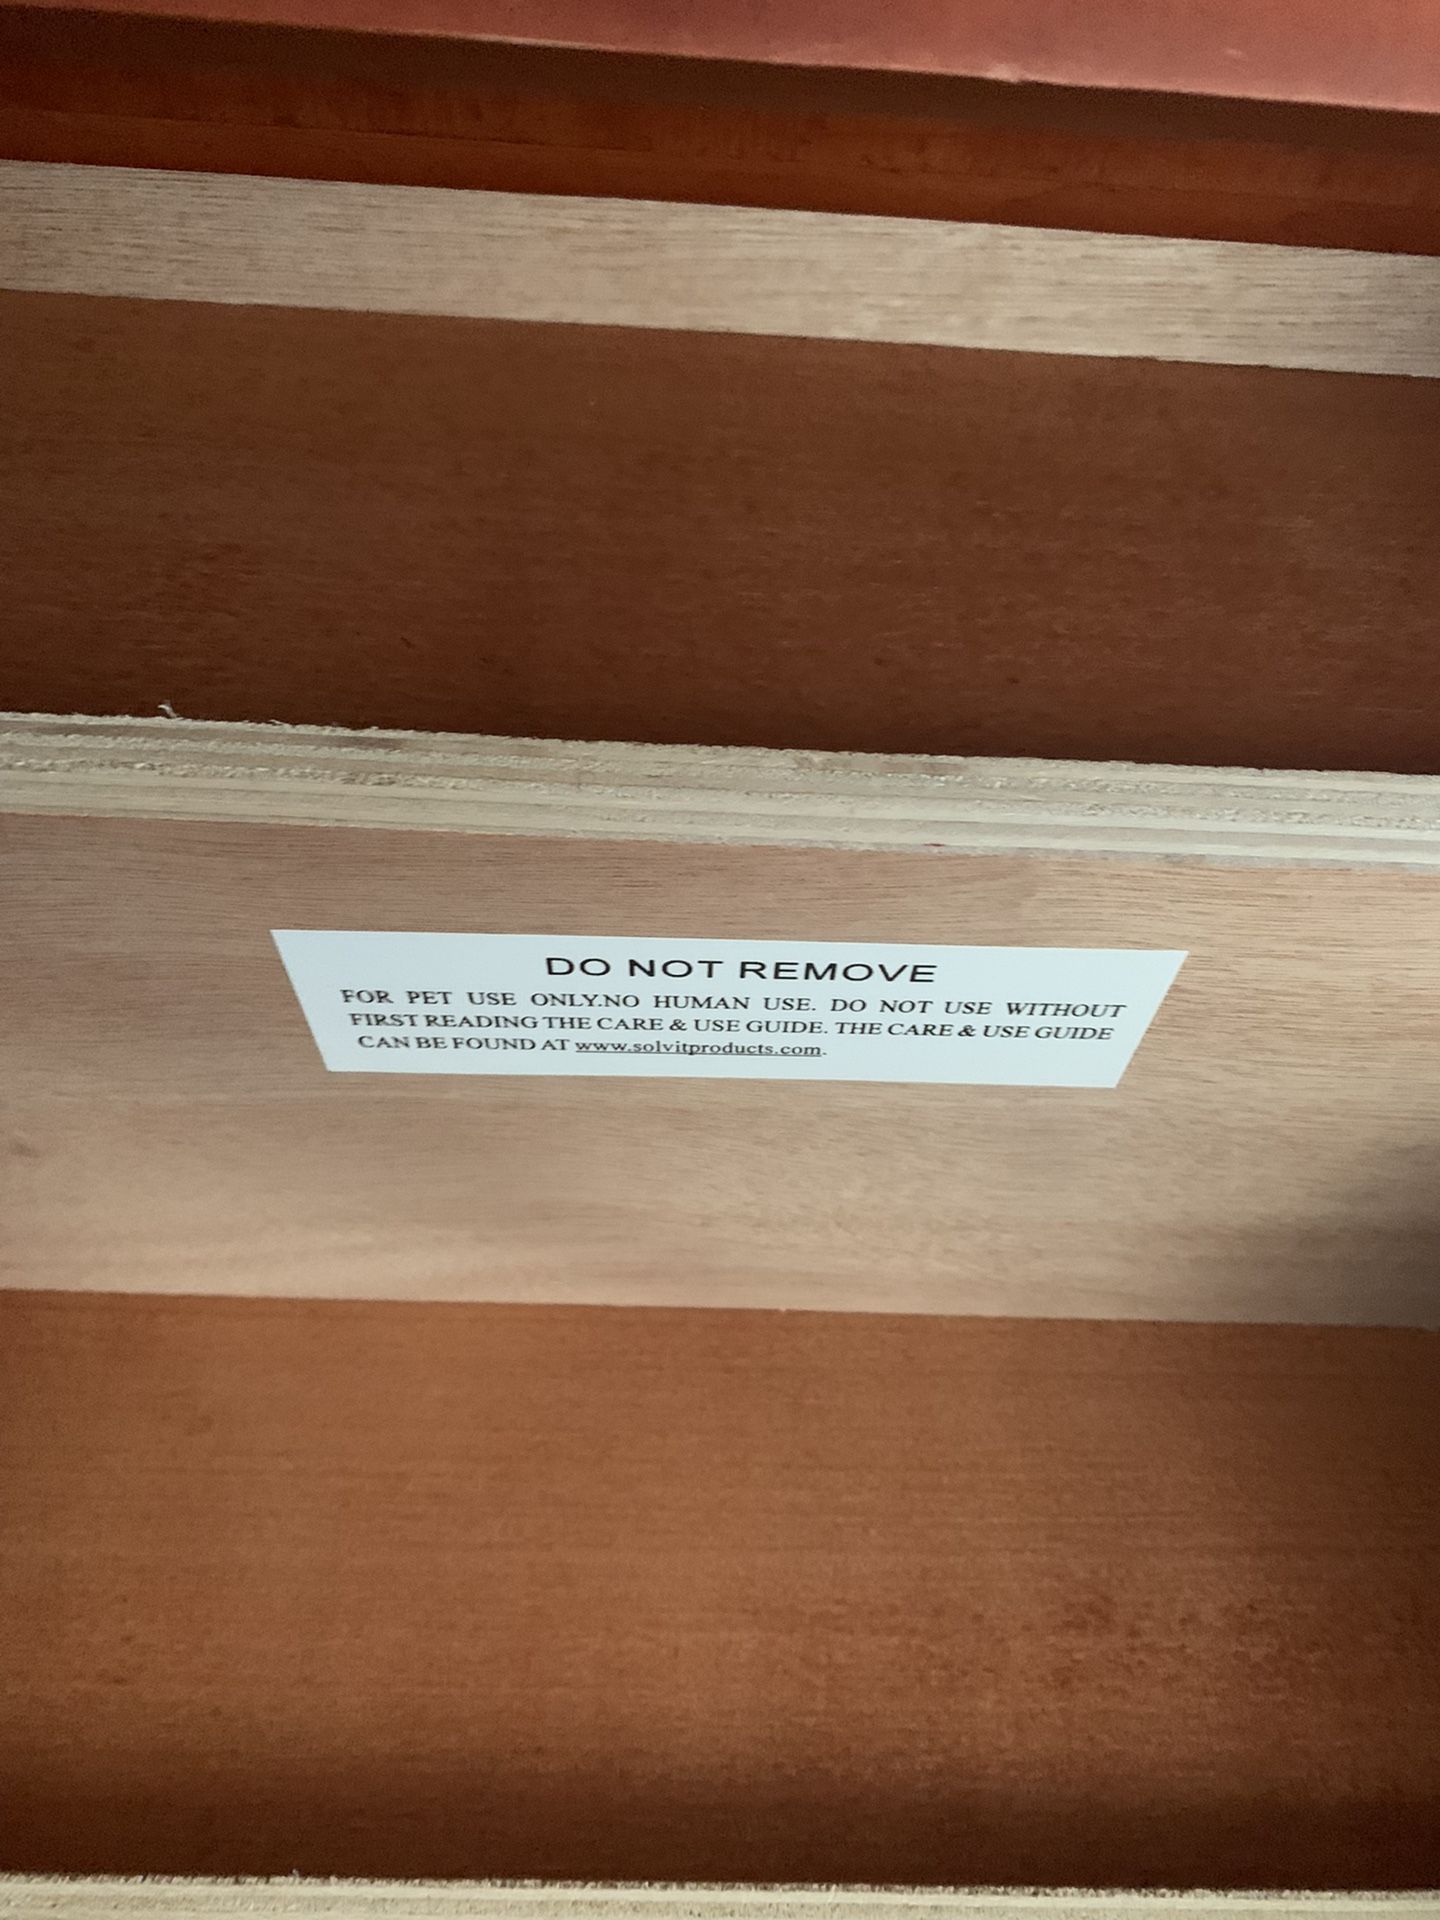 DO NOT REMOVE
FOR PET USE ONLY.NO HUMAN USE. DO NOT USE WITHOUT
FIRST READING THE CARE & USE GUIDE. THE CARE & USE GUIDE
CAN BE FOUND AT www.solvitproducts.com.